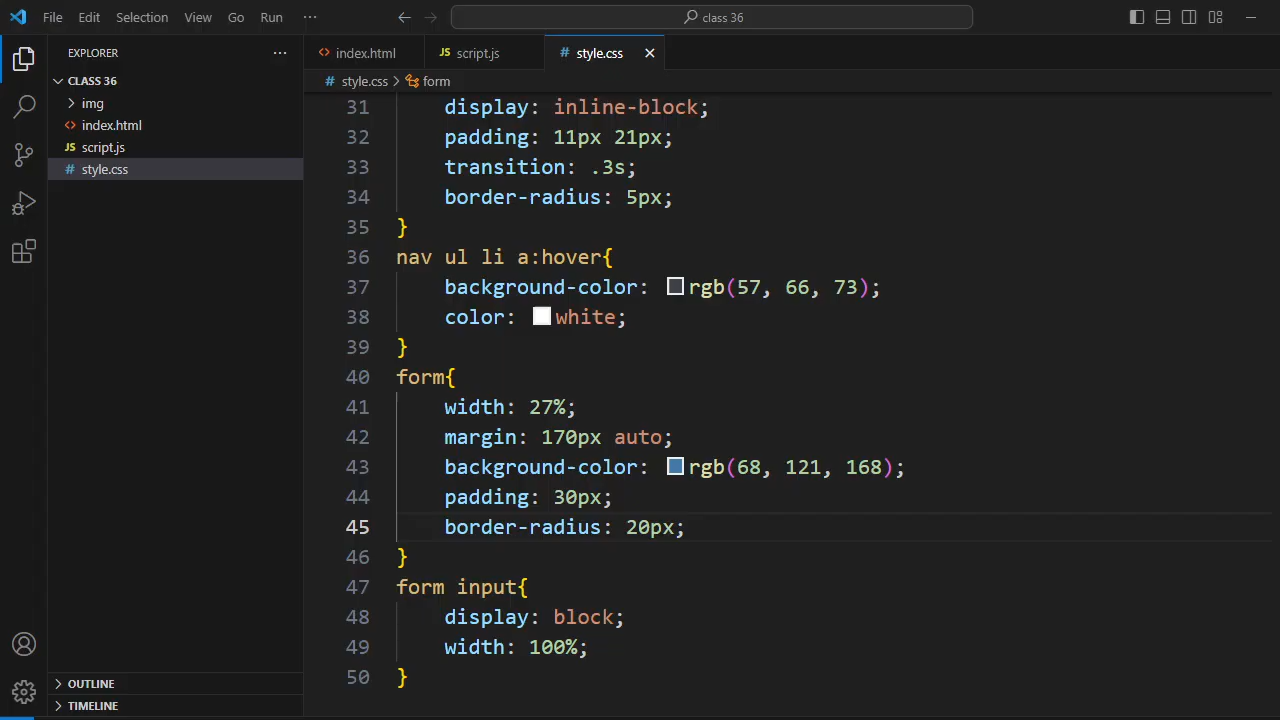 File Edit Selection View Go Run ··· class 36
EXPLORER ···
CLASS 36
img
index.html
script.js
style.css
OUTLINE
TIMELINE
index.html JS script.js # style.css
# style.css > form
31 display: inline-block;
32 padding: 11px 21px;
33 transition: .3s;
34 border-radius: 5px;
35 }
36 nav ul li a:hover{
37 background-color: rgb(57, 66, 73);
38 color: white;
39 }
40 form{
41 width: 27%;
42 margin: 170px auto;
43 background-color: rgb(68, 121, 168);
44 padding: 30px;
45 border-radius: 20px;
46 }
47 form input{
48 display: block;
49 width: 100%;
50 }